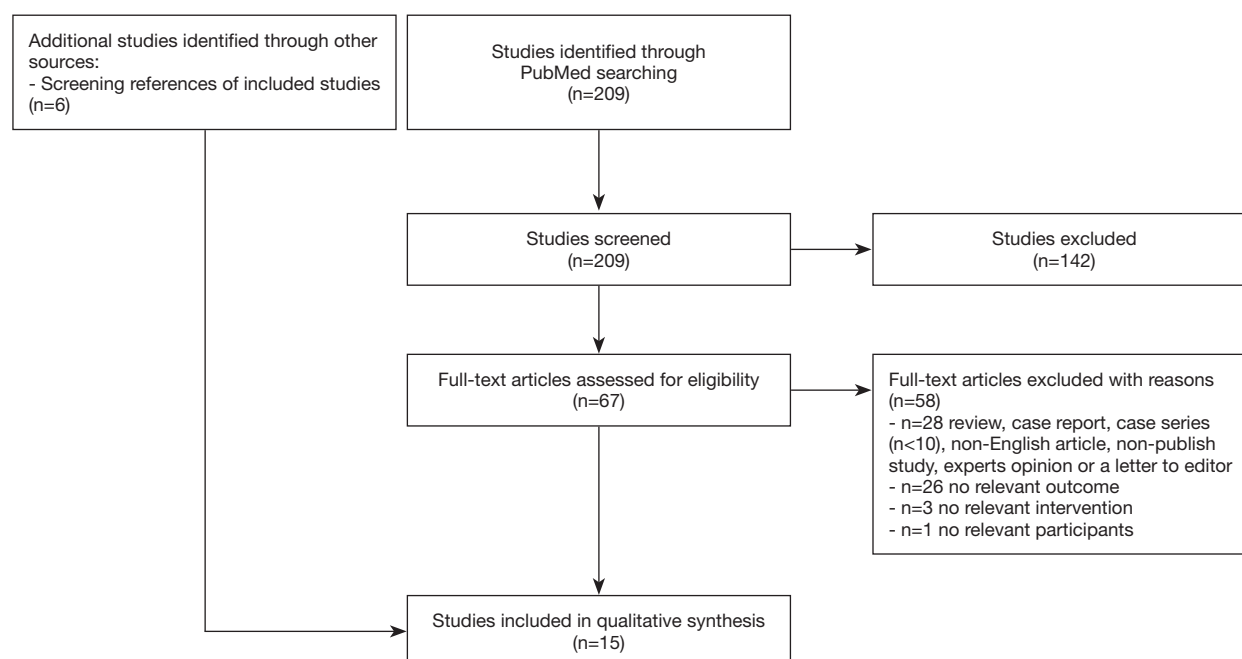 Additional studies identified through other
sources:
- Screening references of included studies
(n=6)
Studies identified through
PubMed searching
(n=209)
Studies screened
(n=209)
Studies excluded
(n=142)
Full-text articles assessed for eligibility
(n=67)
Full-text articles excluded with reasons
(n=58)
- n=28 review, case report, case series
(n<10), non-English article, non-publish
study, experts opinion or a letter to editor
- n=26 no relevant outcome
- n=3 no relevant intervention
- n=1 no relevant participants
Studies included in qualitative synthesis
(n=15)